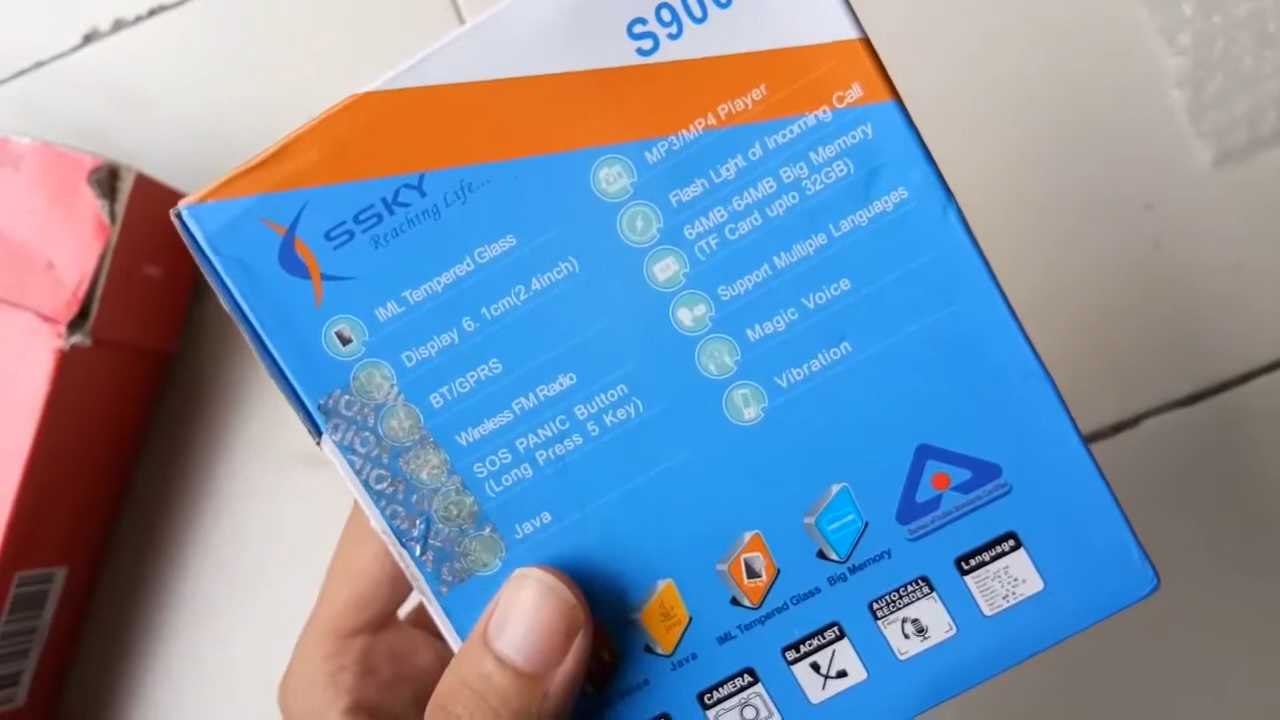 SSKY
Reaching Life...
IML Tempered Glass
Display 6.1cm(2.4inch)
BT/GPRS
Wireless FM Radio
SOS PANIC Button
(Long Press 5 Key)
Java
MP3/MP4 Player
Flash Light of Incoming Call
64MB+64MB Big Memory
(TF Card upto 32GB)
Support Multiple Languages
Magic Voice
Vibration
Java
IML Tempered Glass
Big Memory
CAMERA
BLACKLIST
AUTO CALL
RECORDER
Language